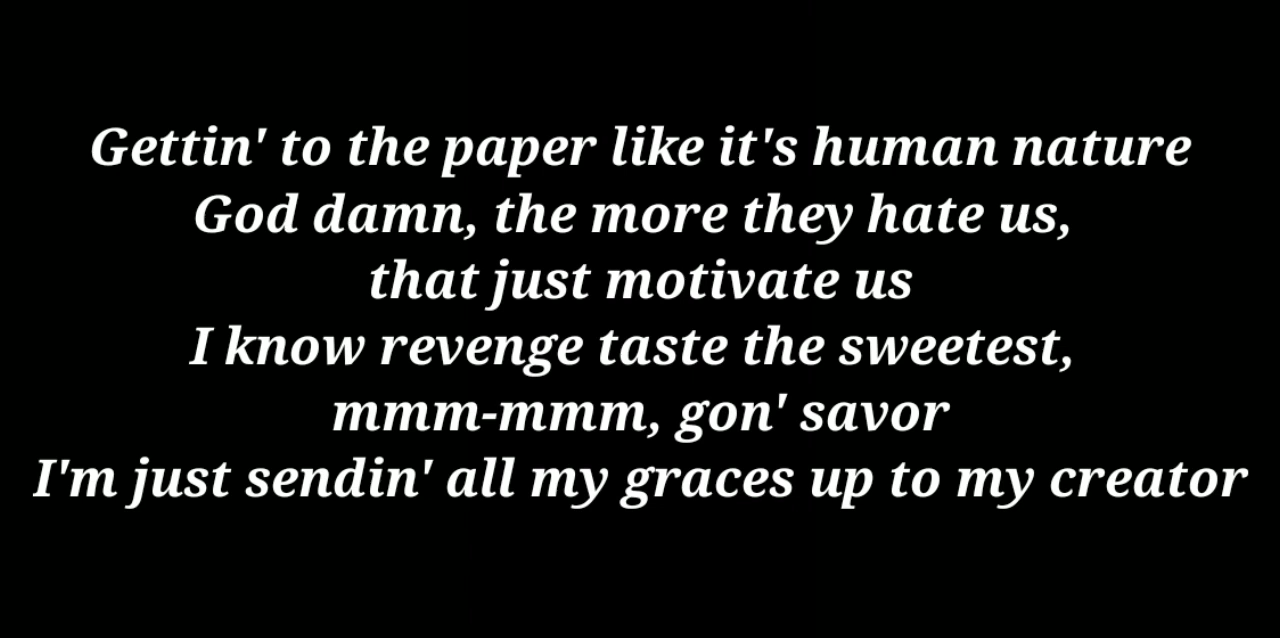 Gettin' to the paper like it's human nature
God damn, the more they hate us,
that just motivate us
I know revenge taste the sweetest,
mmm-mmm, gon' savor
I'm just sendin' all my graces up to my creator